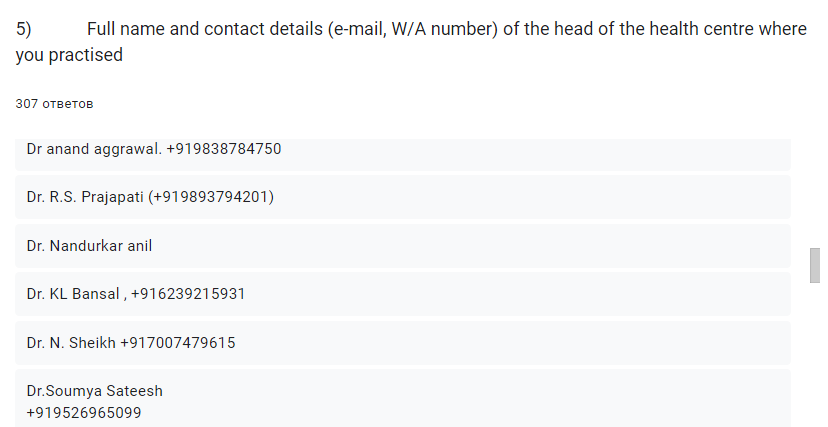 5) Full name and contact details (e-mail, W/A number) of the head of the health centre where
you practised
307 ответов
Dr anand aggrawal. +919838784750
Dr. R.S. Prajapati (+919893794201)
Dr. Nandurkar anil
Dr. KL Bansal , +916239215931
Dr. N. Sheikh +917007479615
Dr.Soumya Sateesh
+919526965099